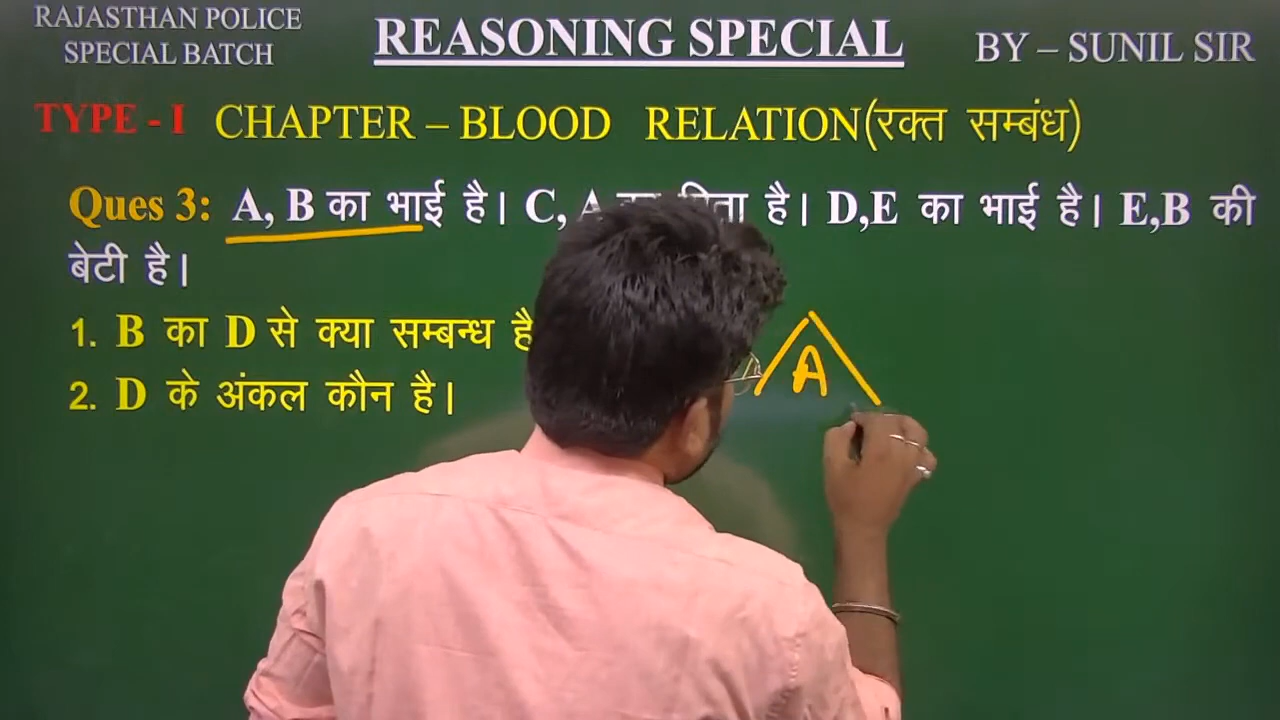 RAJASTHAN POLICE
SPECIAL BATCH
REASONING SPECIAL
BY – SUNIL SIR
TYPE - I CHAPTER – BLOOD RELATION(रक्त सम्बंध)
Ques 3: A, B का भाई है। C, A है। D,E का भाई है। E,B की
बेटी है।
1. B का D से क्या सम्बन्ध है
2. D के अंकल कौन है।
A